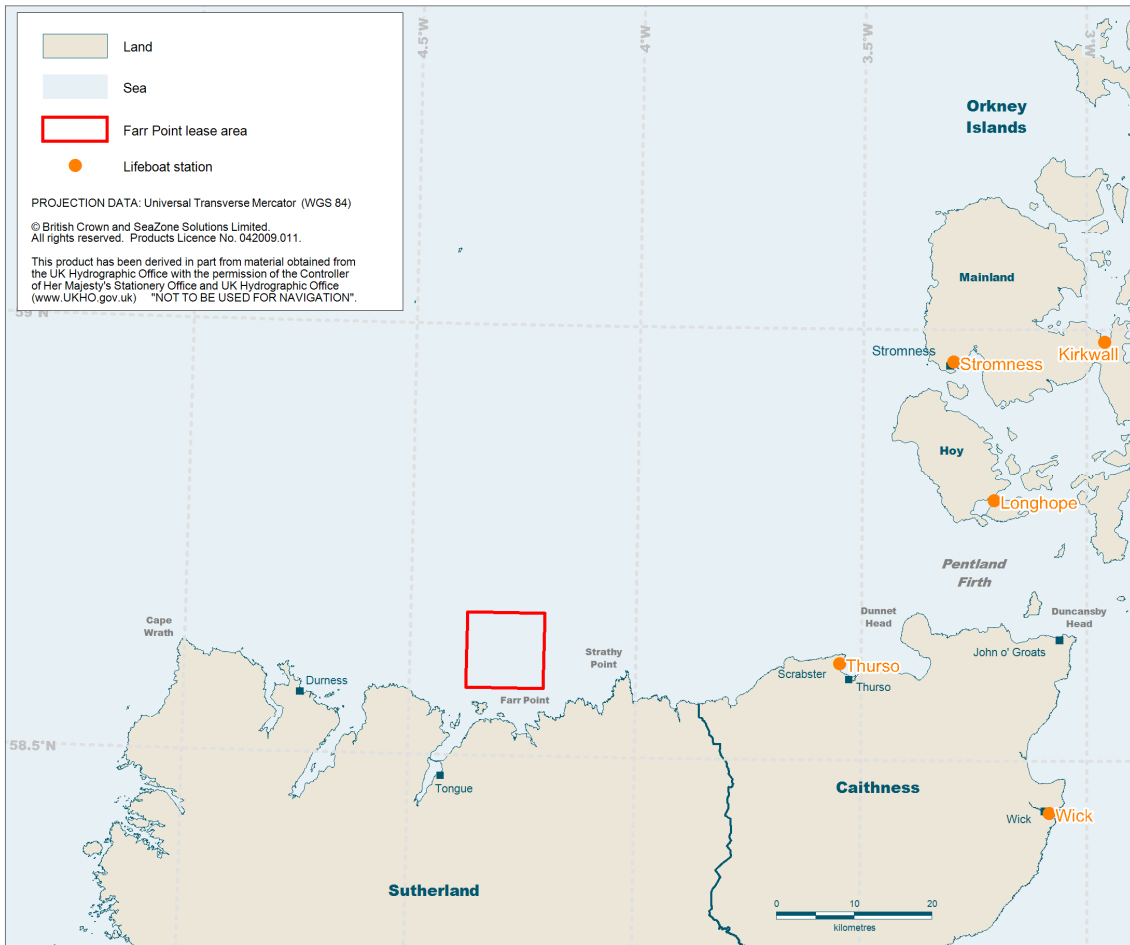 Land
Sea
Farr Point lease area
Lifeboat station
PROJECTION DATA: Universal Transverse Mercator (WGS 84)
© British Crown and SeaZone Solutions Limited.
All rights reserved. Products Licence No. 042009.011.
This product has been derived in part from material obtained from
the UK Hydrographic Office with the permission of the Controller
of Her Majesty's Stationery Office and UK Hydrographic Office
(www.UKHO.gov.uk) "NOT TO BE USED FOR NAVIGATION".
4.5°W
4°W
3.5°W
3°W
Orkney
Islands
Mainland
59°N
Stromness
Stromness
Kirkwall
Hoy
Longhope
Pentland
Firth
Cape
Wrath
Dunnet
Head
Duncansby
Head
John o' Groats
Strathy
Point
Scrabster
Thurso
Thurso
Durness
Farr Point
58.5°N
Tongue
Caithness
Wick
Wick
Sutherland
0 10 20
kilometres